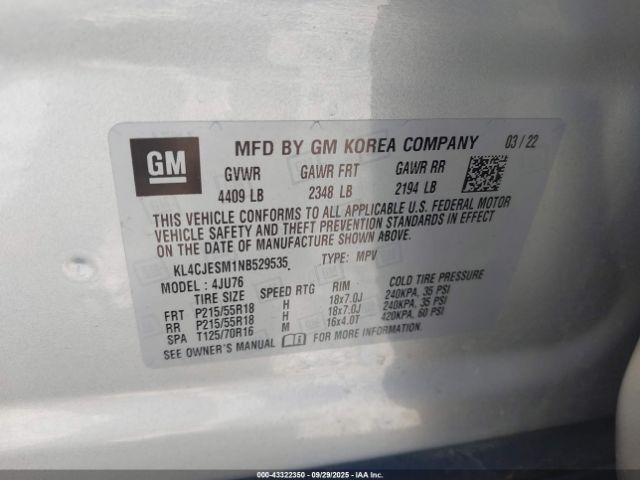 GM
MFD BY GM KOREA COMPANY 03 / 22
GVWR GAWR FRT GAWR RR
4409 LB 2348 LB 2194 LB
THIS VEHICLE CONFORMS TO ALL APPLICABLE U.S. FEDERAL MOTOR
VEHICLE SAFETY AND THEFT PREVENTION STANDARDS IN EFFECT
ON THE DATE OF MANUFACTURE SHOWN ABOVE.
KL4CJESM1NB529535 TYPE: MPV
MODEL : 4JU76
TIRE SIZE SPEED RTG RIM COLD TIRE PRESSURE
FRT P215/55R18 H 18x7.0J 240KPA, 35 PSI
RR P215/55R18 H 18x7.0J 240KPA, 35 PSI
SPA T125/70R16 M 16x4.0T 420KPA, 60 PSI
SEE OWNER'S MANUAL FOR MORE INFORMATION.
000-43322350 - 09/29/2025 - IAA Inc.